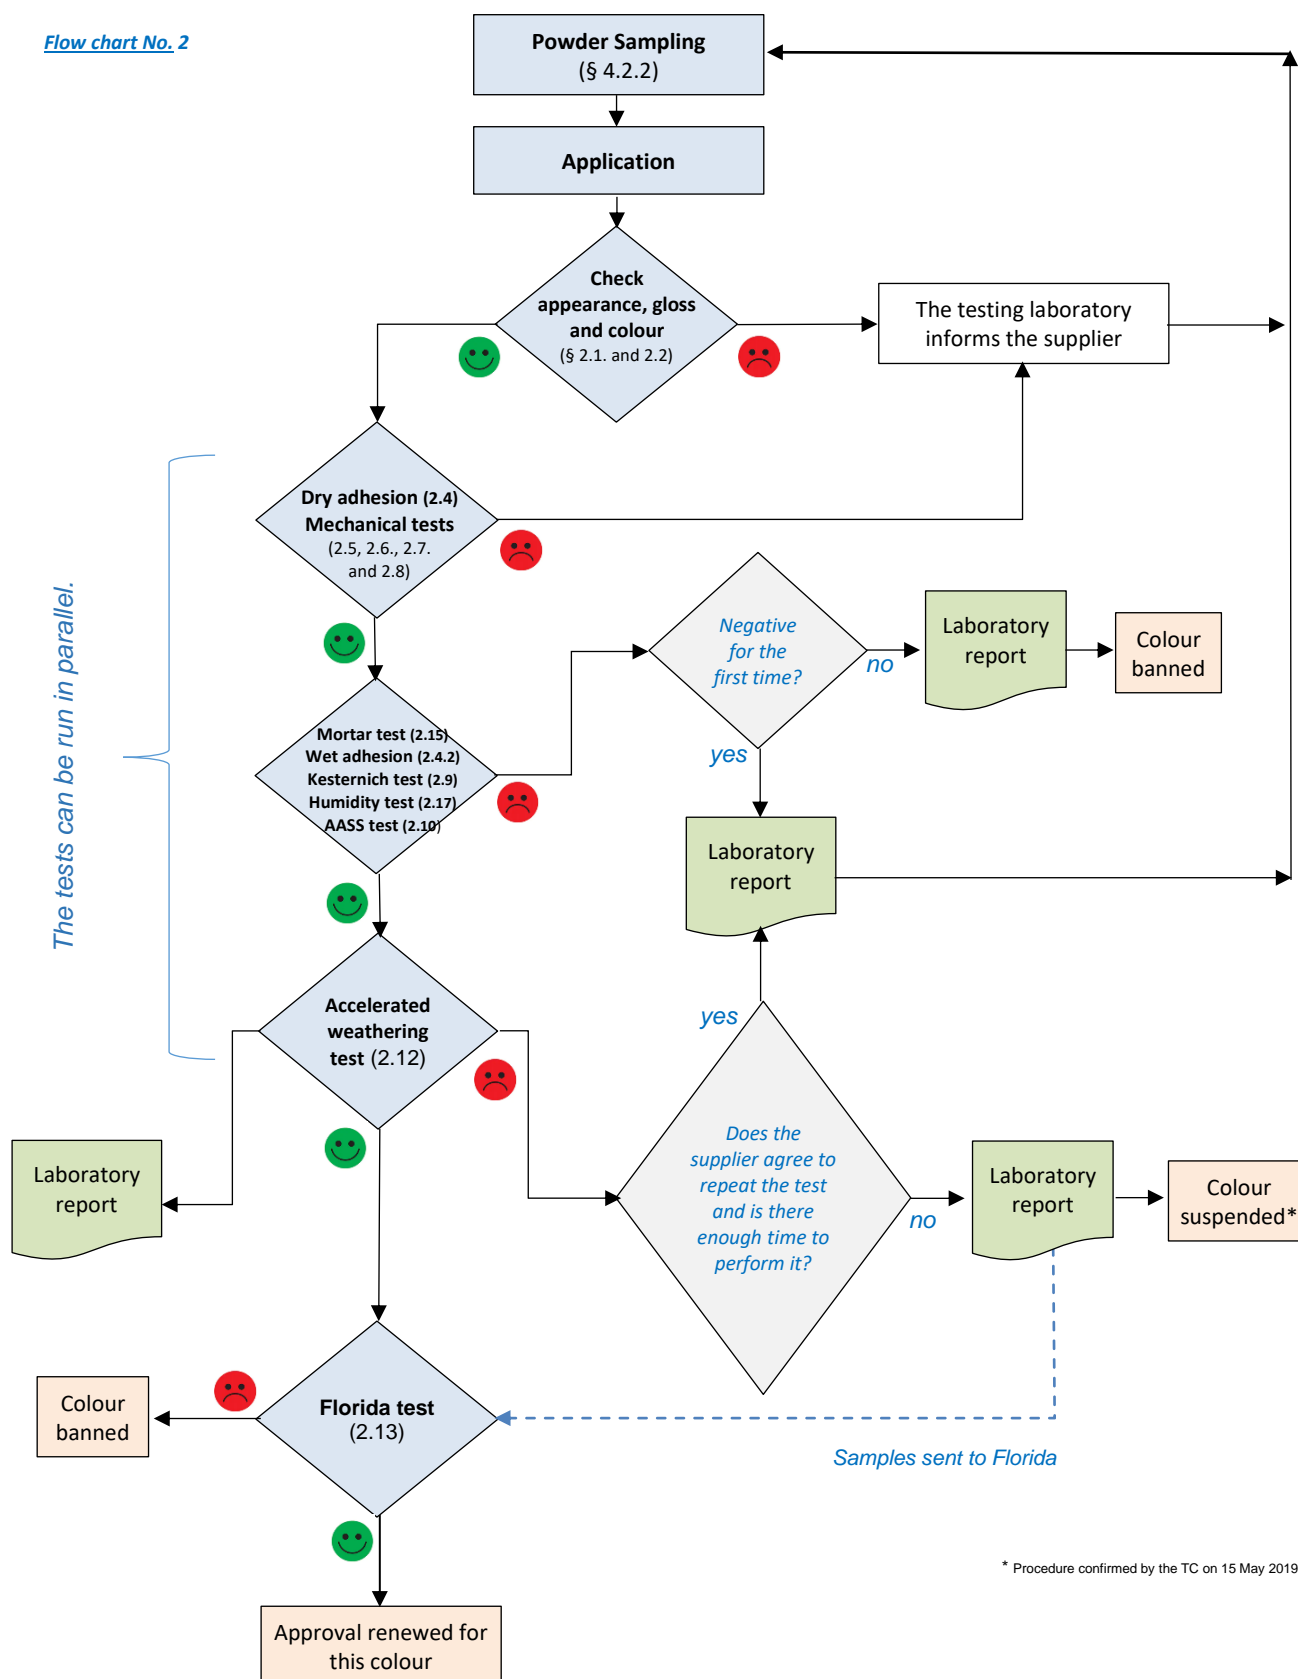 Flow chart No. 2
Powder Sampling
(§ 4.2.2)
Application
Check
appearance, gloss
and colour
(§ 2.1. and 2.2)
The testing laboratory
informs the supplier
Dry adhesion (2.4)
Mechanical tests
(2.5, 2.6., 2.7.
and 2.8)
The tests can be run in parallel.
Negative
for the
first time?
no
Laboratory
report
Colour
banned
yes
Mortar test (2.15)
Wet adhesion (2.4.2)
Kesternich test (2.9)
Humidity test (2.17)
AASS test (2.10)
Laboratory
report
Accelerated
weathering
test (2.12)
yes
Does the
supplier agree to
repeat the test
and is there
enough time to
perform it?
no
Laboratory
report
Colour
suspended*
Laboratory
report
Florida test
(2.13)
Colour
banned
Samples sent to Florida
Approval renewed for
this colour
* Procedure confirmed by the TC on 15 May 2019